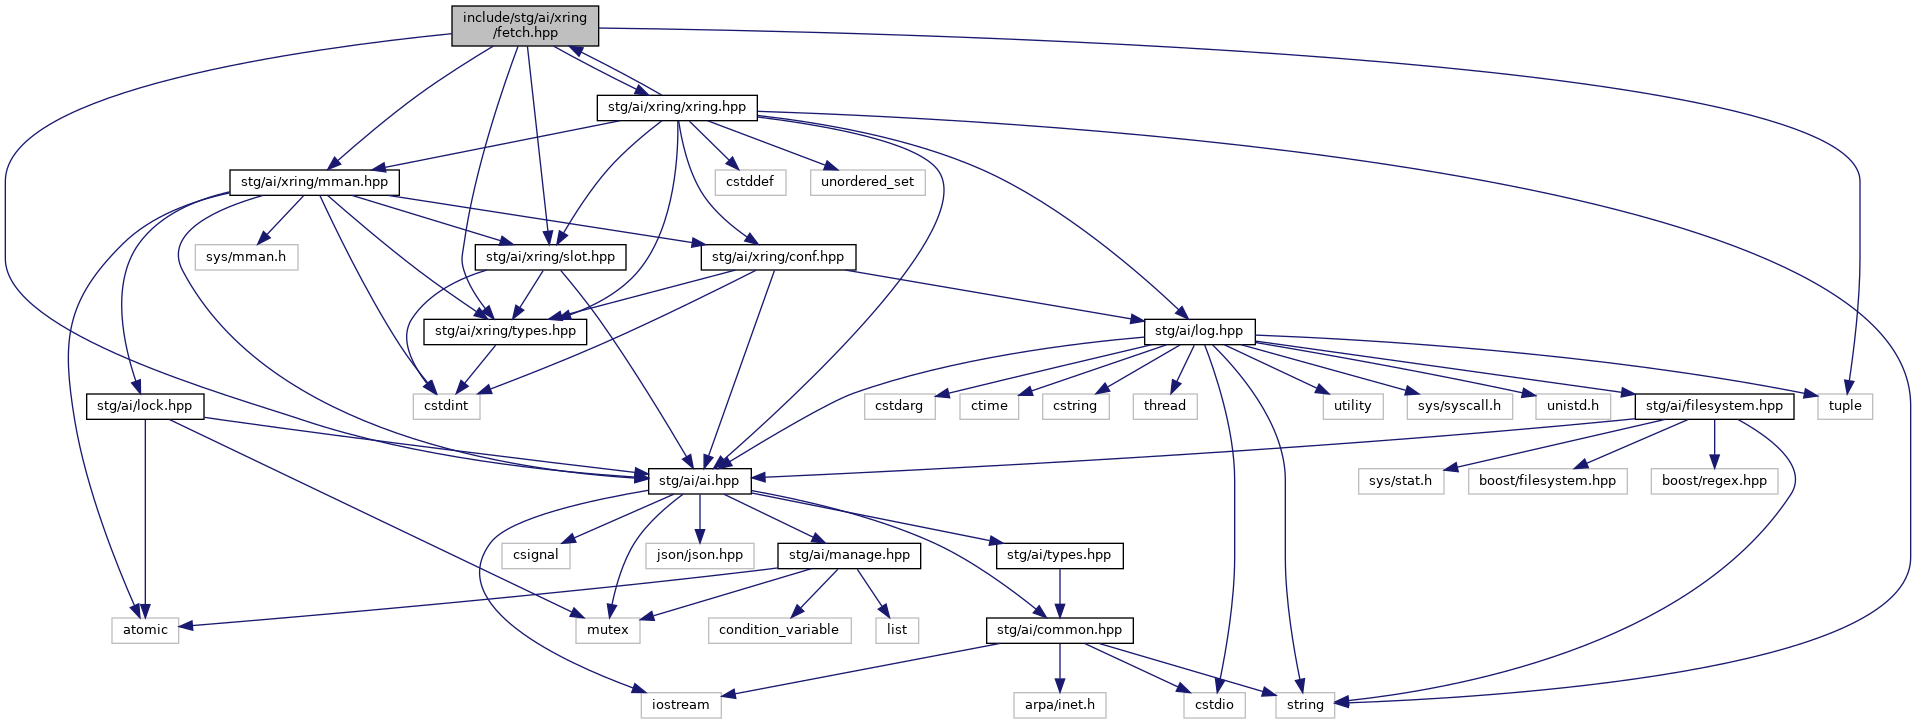 include/stg/ai/xring
/fetch.hpp
stg/ai/xring/xring.hpp
stg/ai/xring/mman.hpp
cstddef
unordered_set
sys/mman.h
stg/ai/xring/slot.hpp
stg/ai/xring/conf.hpp
stg/ai/xring/types.hpp
stg/ai/log.hpp
stg/ai/lock.hpp
cstdint
cstdarg
ctime
cstring
thread
utility
sys/syscall.h
unistd.h
stg/ai/filesystem.hpp
tuple
stg/ai/ai.hpp
sys/stat.h
boost/filesystem.hpp
boost/regex.hpp
csignal
json/json.hpp
stg/ai/manage.hpp
stg/ai/types.hpp
atomic
mutex
condition_variable
list
stg/ai/common.hpp
iostream
arpa/inet.h
cstdio
string